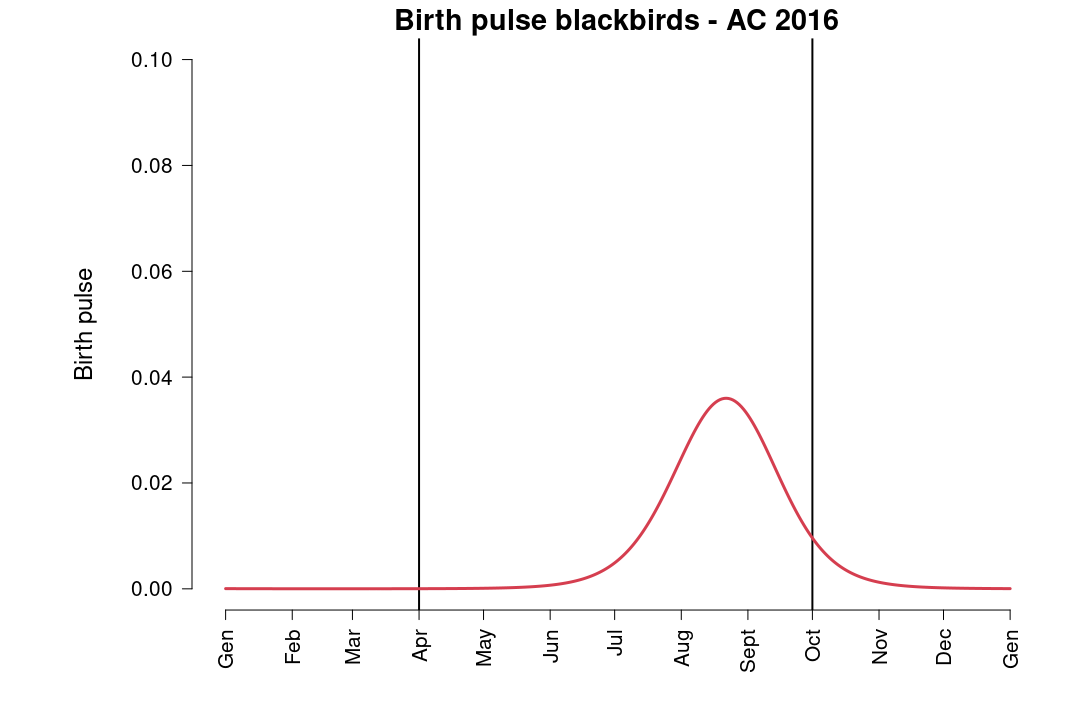 Birth pulse blackbirds - AC 2016
0.10
0.08
0.06
0.04
0.02
0.00
Birth pulse
Gen
Feb
Mar
Apr
May
Jun
Jul
Aug
Sept
Oct
Nov
Dec
Gen